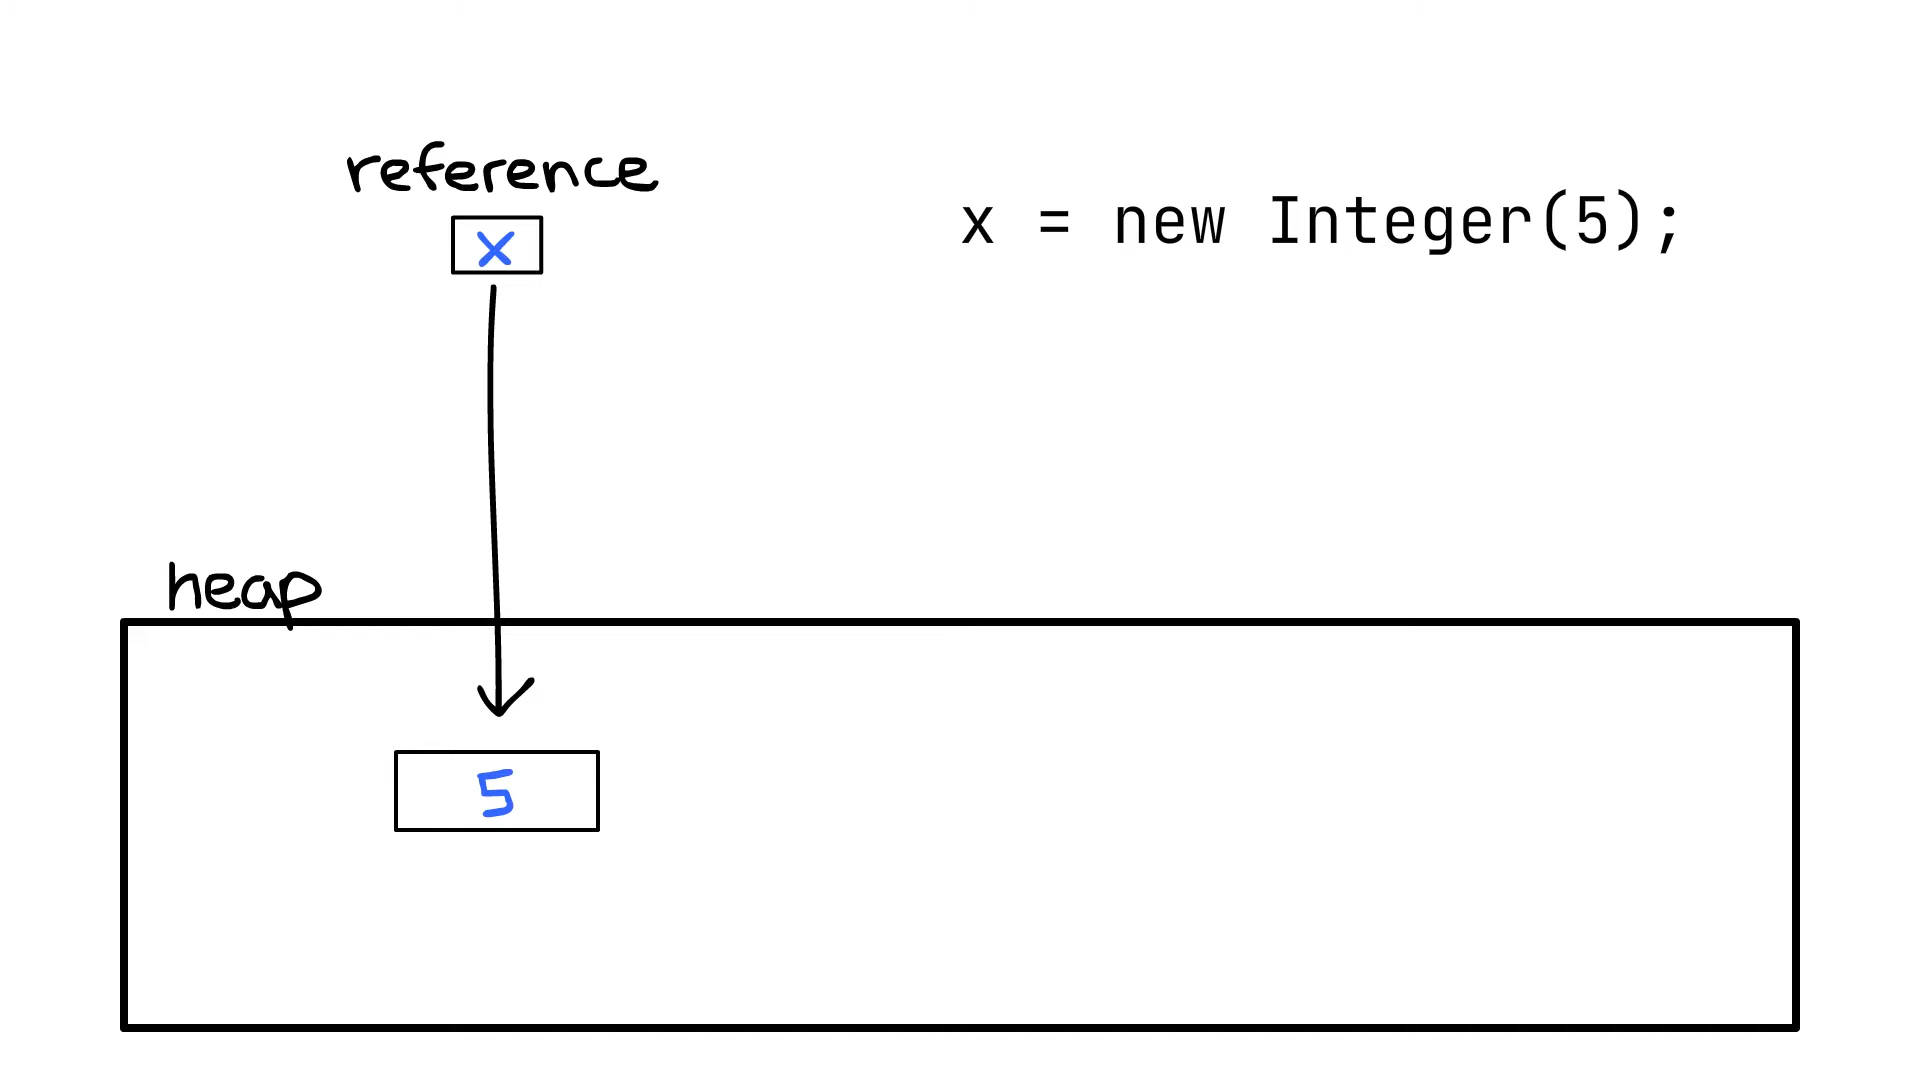 reference
x
x = new Integer(5);
heap
5